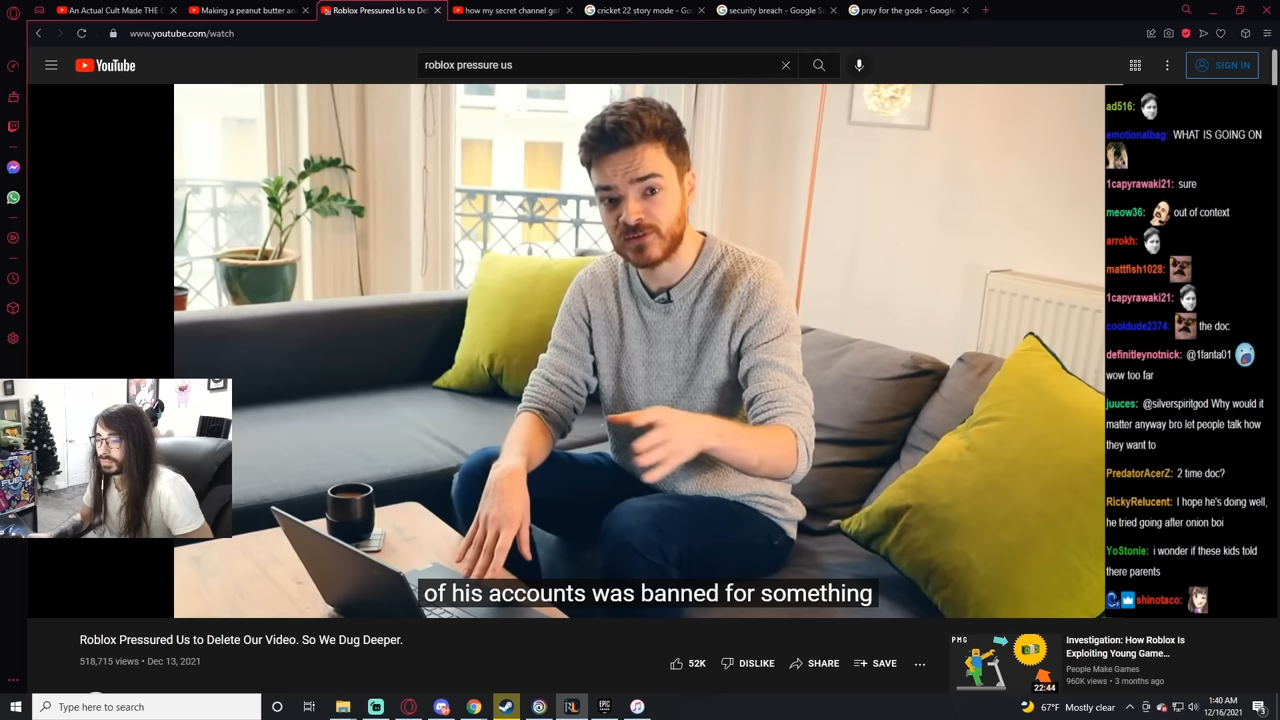 An Actual Cult Made THE C
Making a peanut butter an
Roblox Pressured Us to De
how my secret channel got
cricket 22 story mode - Go
security breach - Google S
pray for the gods - Google
www.youtube.com/watch
YouTube
roblox pressure us
SIGN IN
ad516:
emotionalbag: WHAT IS GOING ON
1capyrawaki21: sure
meow36: out of context
arrokh:
mattfish1028:
1capyrawaki21:
cooldude2374: the doc
definitleynotnick: @1fanta01
wow too far
juuces: @silverspiritgod Why would it
matter anyway bro let people talk how
they want to
PredatorAcerZ: 2 time doc?
RickyRelucent: I hope he's doing well,
he tried going after onion boi
YoStonie: i wonder if these kids told
there parents
shinotaco:
of his accounts was banned for something
Roblox Pressured Us to Delete Our Video. So We Dug Deeper.
518,715 views • Dec 13, 2021
52K
DISLIKE
SHARE
SAVE
PMG
22:44
Investigation: How Roblox Is
Exploiting Young Game...
People Make Games
960K views • 3 months ago
Type here to search
EPIC
67°F Mostly clear
1:40 AM
12/16/2021
3